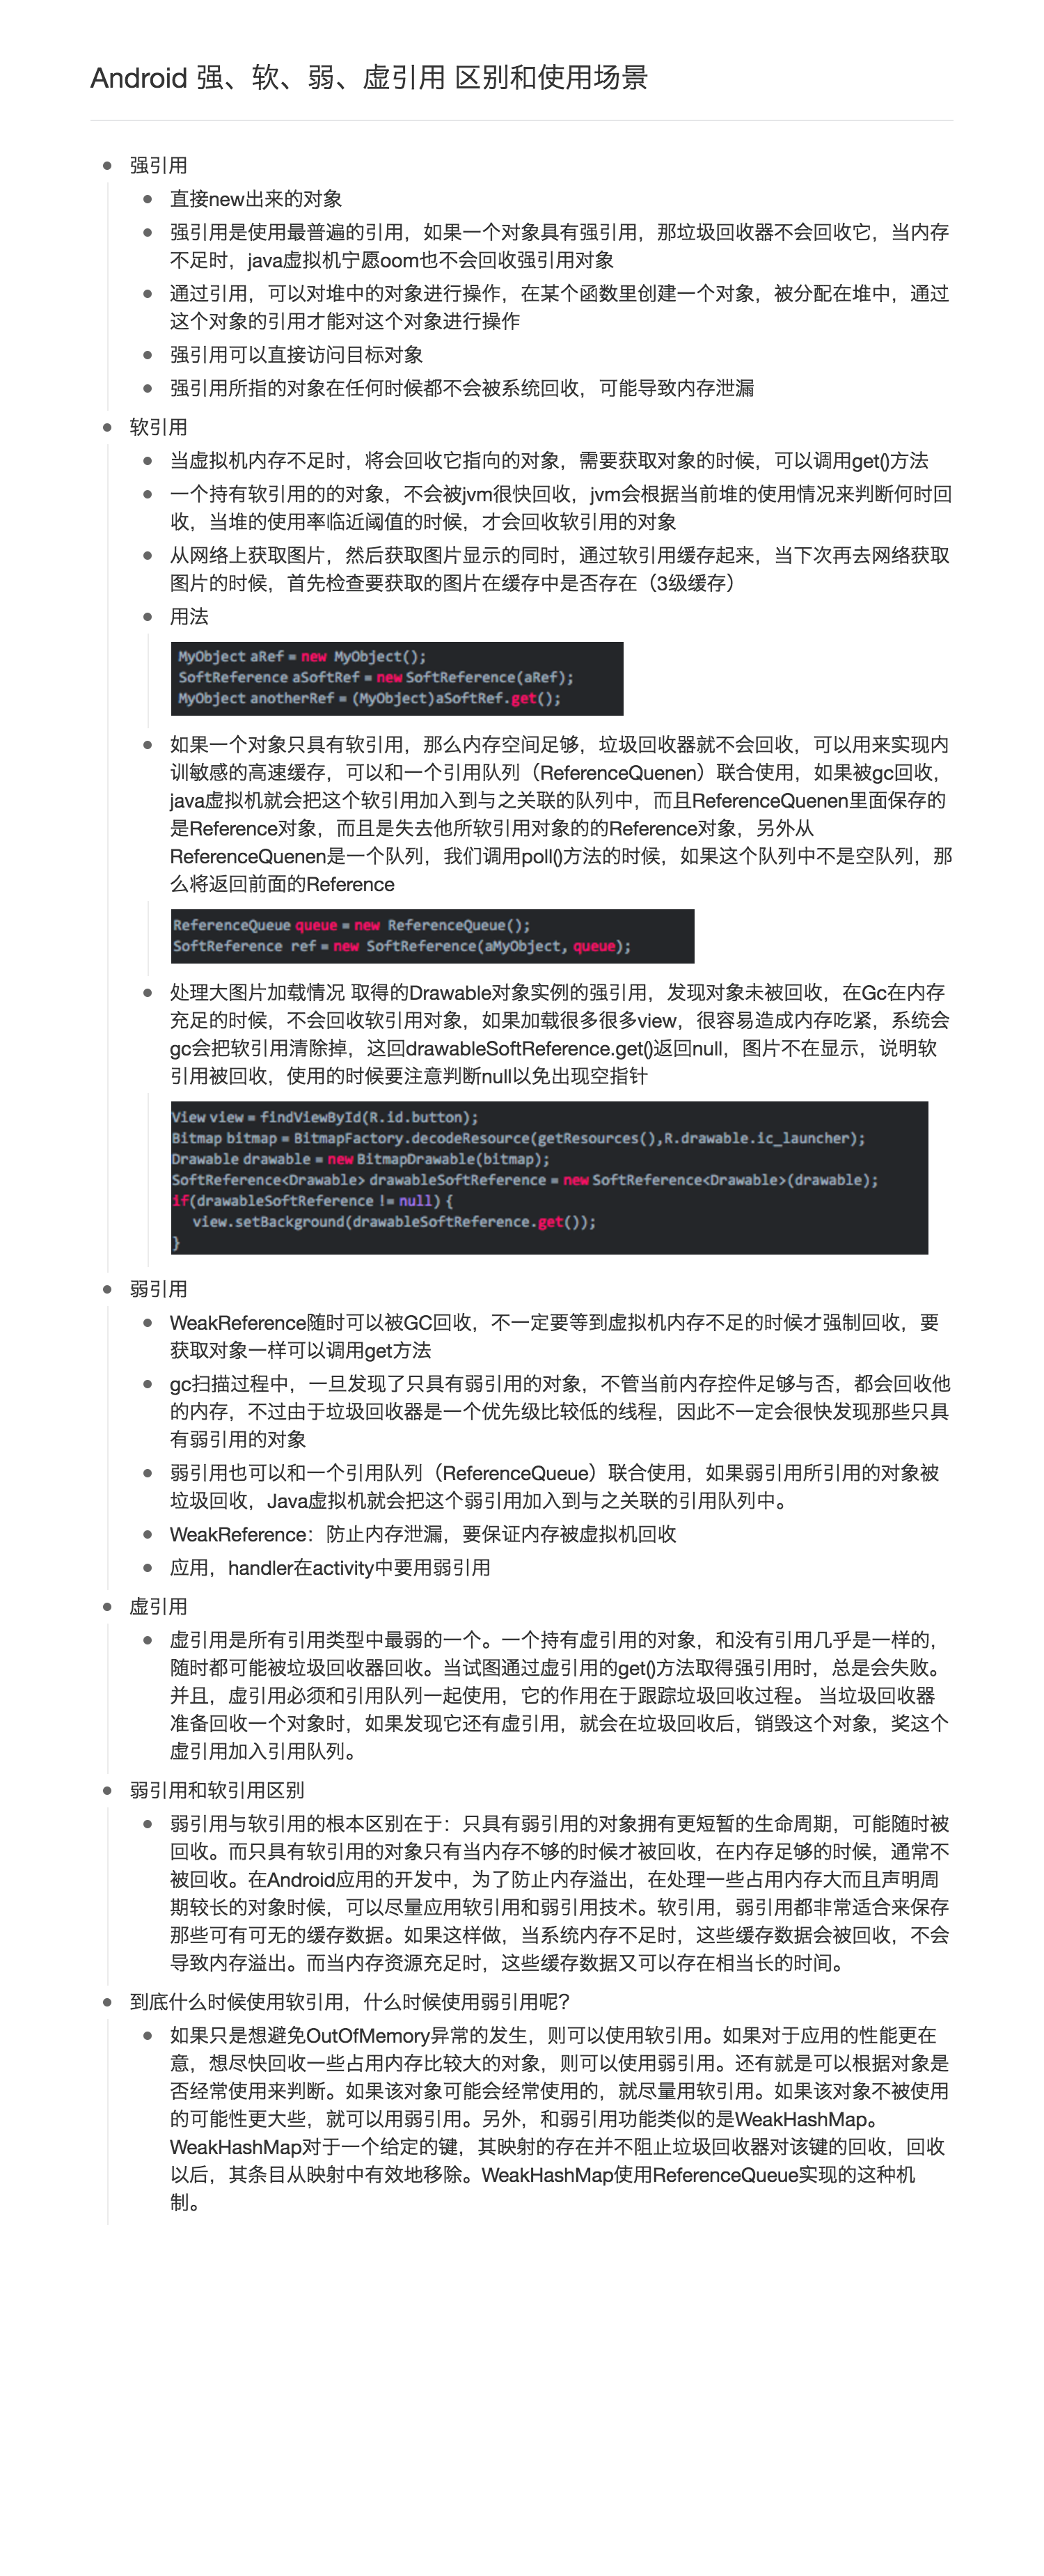 Android 强、软、弱、虚引用 区别和使用场景
强引用
直接new出来的对象
强引用是使用最普遍的引用，如果一个对象具有强引用，那垃圾回收器不会回收它，当内存
不足时，java虚拟机宁愿oom也不会回收强引用对象
通过引用，可以对堆中的对象进行操作，在某个函数里创建一个对象，被分配在堆中，通过
这个对象的引用才能对这个对象进行操作
强引用可以直接访问目标对象
强引用所指的对象在任何时候都不会被系统回收，可能导致内存泄漏
软引用
当虚拟机内存不足时，将会回收它指向的对象，需要获取对象的时候，可以调用get()方法
一个持有软引用的的对象，不会被jvm很快回收，jvm会根据当前堆的使用情况来判断何时回
收，当堆的使用率临近阈值的时候，才会回收软引用的对象
从网络上获取图片，然后获取图片显示的同时，通过软引用缓存起来，当下次再去网络获取
图片的时候，首先检查要获取的图片在缓存中是否存在（3级缓存）
用法
MyObject aRef = new MyObject();
SoftReference aSoftRef = new SoftReference(aRef);
MyObject anotherRef = (MyObject)aSoftRef.get();
如果一个对象只具有软引用，那么内存空间足够，垃圾回收器就不会回收，可以用来实现内
训敏感的高速缓存，可以和一个引用队列（ReferenceQuenen）联合使用，如果被gc回收，
java虚拟机就会把这个软引用加入到与之关联的队列中，而且ReferenceQuenen里面保存的
是Reference对象，而且是失去他所软引用对象的的Reference对象，另外从
ReferenceQuenen是一个队列，我们调用poll()方法的时候，如果这个队列中不是空队列，那
么将返回前面的Reference
ReferenceQueue queue = new ReferenceQueue();
SoftReference ref = new SoftReference(aMyObject, queue);
处理大图片加载情况 取得的Drawable对象实例的强引用，发现对象未被回收，在Gc在内存
充足的时候，不会回收软引用对象，如果加载很多很多view，很容易造成内存吃紧，系统会
gc会把软引用清除掉，这回drawableSoftReference.get()返回null，图片不在显示，说明软
引用被回收，使用的时候要注意判断null以免出现空指针
View view = findViewById(R.id.button);
Bitmap bitmap = BitmapFactory.decodeResource(getResources(),R.drawable.ic_launcher);
Drawable drawable = new BitmapDrawable(bitmap);
SoftReference<Drawable> drawableSoftReference = new SoftReference<Drawable>(drawable);
if(drawableSoftReference != null) {
view.setBackground(drawableSoftReference.get());
}
弱引用
WeakReference随时可以被GC回收，不一定要等到虚拟机内存不足的时候才强制回收，要
获取对象一样可以调用get方法
gc扫描过程中，一旦发现了只具有弱引用的对象，不管当前内存控件足够与否，都会回收他
的内存，不过由于垃圾回收器是一个优先级比较低的线程，因此不一定会很快发现那些只具
有弱引用的对象
弱引用也可以和一个引用队列（ReferenceQueue）联合使用，如果弱引用所引用的对象被
垃圾回收，Java虚拟机就会把这个弱引用加入到与之关联的引用队列中。
WeakReference：防止内存泄漏，要保证内存被虚拟机回收
应用，handler在activity中要用弱引用
虚引用
虚引用是所有引用类型中最弱的一个。一个持有虚引用的对象，和没有引用几乎是一样的，
随时都可能被垃圾回收器回收。当试图通过虚引用的get()方法取得强引用时，总是会失败。
并且，虚引用必须和引用队列一起使用，它的作用在于跟踪垃圾回收过程。 当垃圾回收器
准备回收一个对象时，如果发现它还有虚引用，就会在垃圾回收后，销毁这个对象，奖这个
虚引用加入引用队列。
弱引用和软引用区别
弱引用与软引用的根本区别在于：只具有弱引用的对象拥有更短暂的生命周期，可能随时被
回收。而只具有软引用的对象只有当内存不够的时候才被回收，在内存足够的时候，通常不
被回收。在Android应用的开发中，为了防止内存溢出，在处理一些占用内存大而且声明周
期较长的对象时候，可以尽量应用软引用和弱引用技术。软引用，弱引用都非常适合来保存
那些可有可无的缓存数据。如果这样做，当系统内存不足时，这些缓存数据会被回收，不会
导致内存溢出。而当内存资源充足时，这些缓存数据又可以存在相当长的时间。
到底什么时候使用软引用，什么时候使用弱引用呢？
如果只是想避免OutOfMemory异常的发生，则可以使用软引用。如果对于应用的性能更在
意，想尽快回收一些占用内存比较大的对象，则可以使用弱引用。还有就是可以根据对象是
否经常使用来判断。如果该对象可能会经常使用的，就尽量用软引用。如果该对象不被使用
的可能性更大些，就可以用弱引用。另外，和弱引用功能类似的是WeakHashMap。
WeakHashMap对于一个给定的键，其映射的存在并不阻止垃圾回收器对该键的回收，回收
以后，其条目从映射中有效地移除。WeakHashMap使用ReferenceQueue实现的这种机
制。